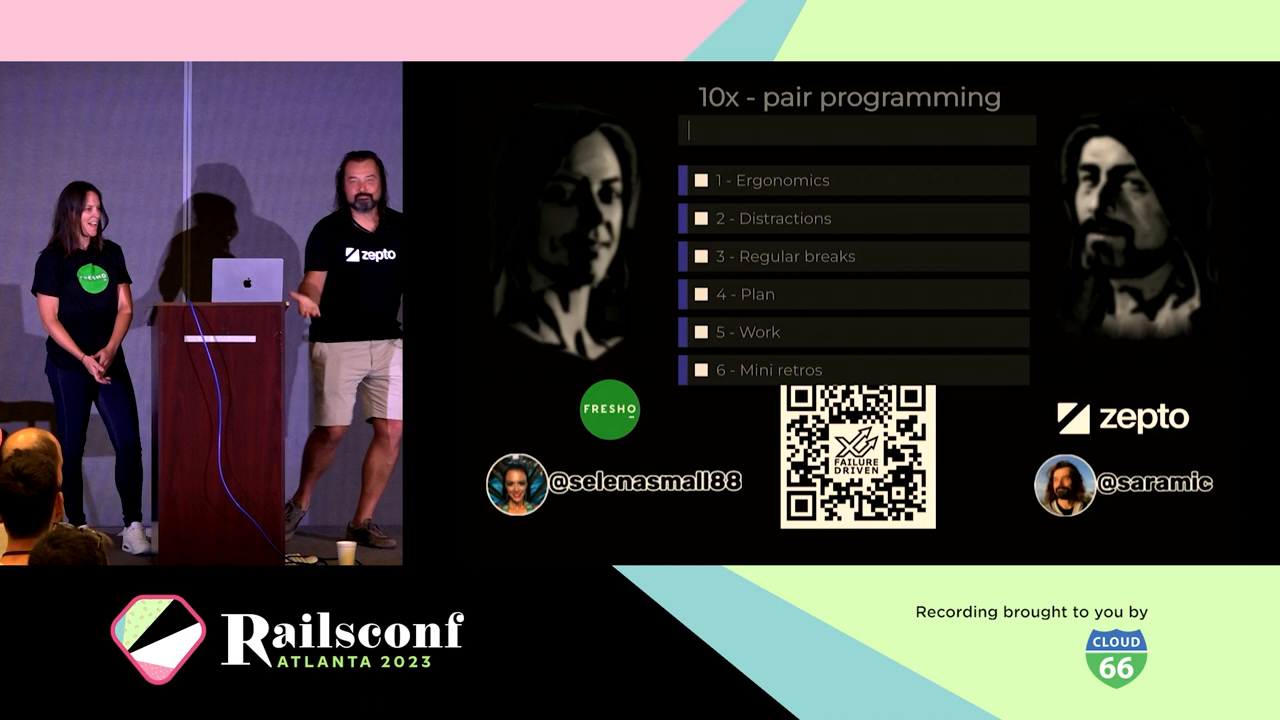 10x - pair programming
1 - Ergonomics
2 - Distractions
3 - Regular breaks
4 - Plan
5 - Work
6 - Mini retros
zepto
FRESHO
FAILURE
DRIVEN
zepto
@selenasmall88
@saramic
Railsconf
ATLANTA 2023
Recording brought to you by
CLOUD
66